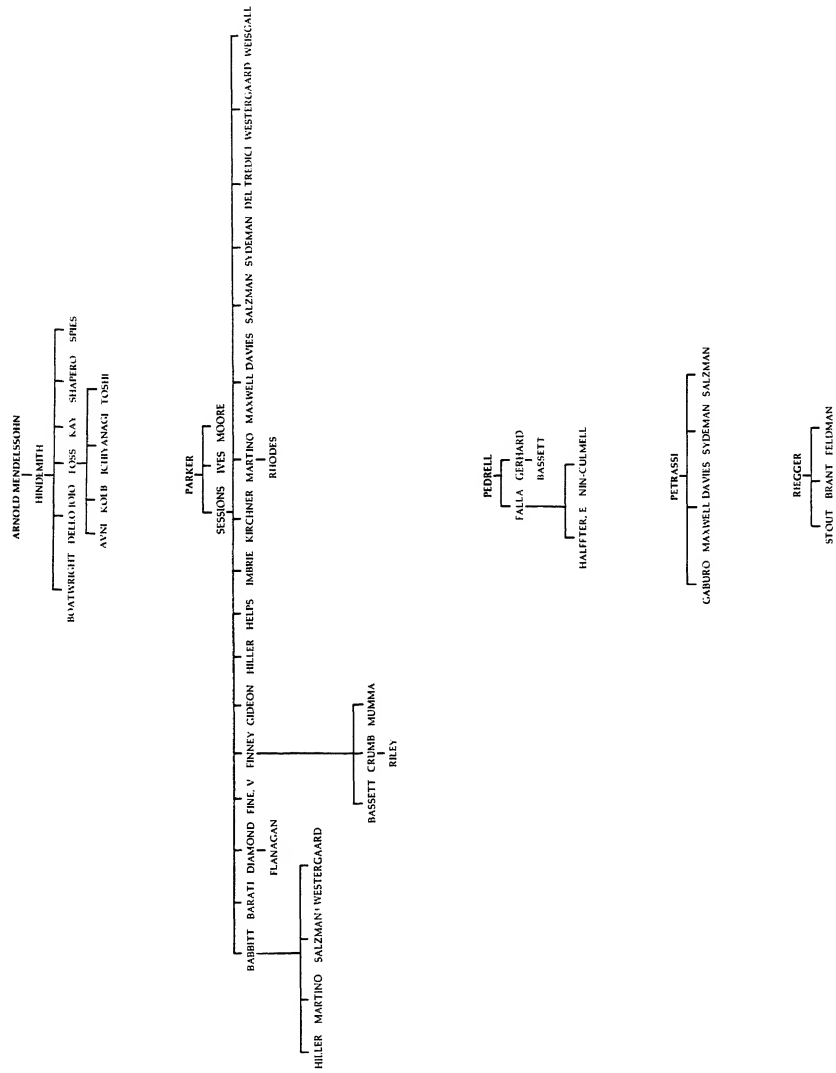 ARNOLD MENDELSSOHN
HINDEMITH
BOATWRIGHT DELLO JOIO FOSS KAY SHAPERO SPIES
AVNI KOLB ICHIYANAGI TOSHI
PARKER
SESSIONS IVES MOORE
BABBITT BARATI DIAMOND FINE, V FINNEY GIDEON HILLER HELPS IMBRIE KIRCHNER MARTINO MAXWELL DAVIES SALZMAN SYDEMAN DEL TREDICI WESTERGAARD WEISGALL
FLANAGAN
RHODES
HILLER MARTINO SALZMAN WESTERGAARD
BASSETT CRUMB MUMMA
RILEY
PEDRELL
FALLA GERHARD
BASSETT
HALFFTER, E NIN-CULMELL
PETRASSI
GABURO MAXWELL DAVIES SYDEMAN SALZMAN
RIEGGER
STOUT BRANT FELDMAN